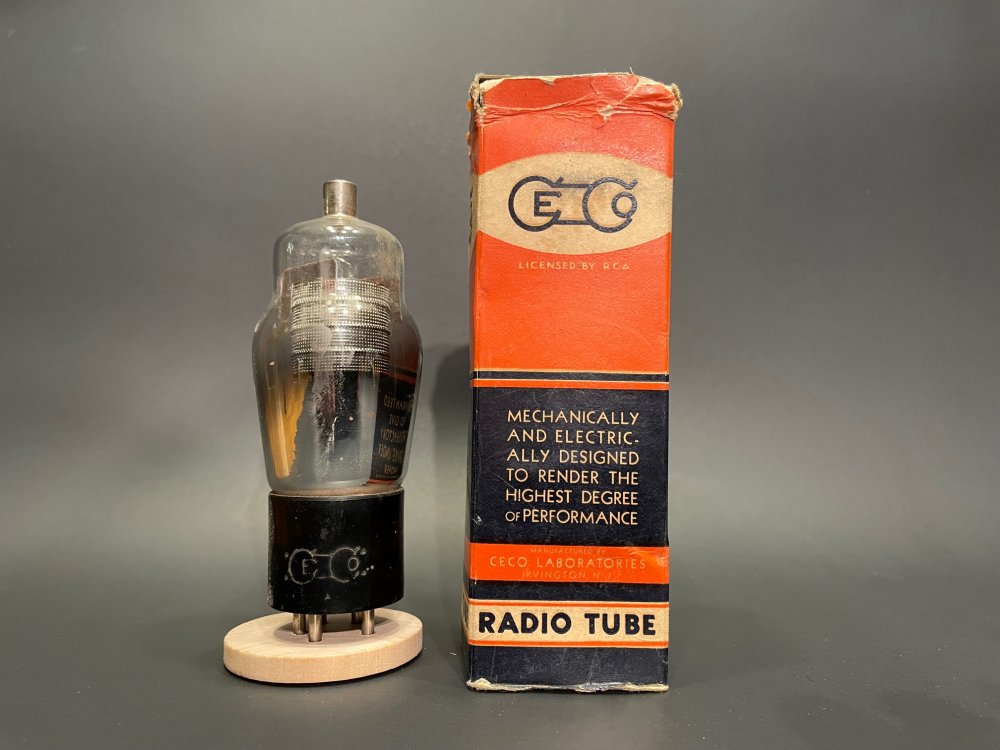 CECO
LICENSED BY RCA
MECHANICALLY
AND ELECTRIC-
ALLY DESIGNED
TO RENDER THE
HIGHEST DEGREE
OF PERFORMANCE
MANUFACTURED BY
CECO LABORATORIES
IRVINGTON, N.J.
RADIO TUBE
CECO